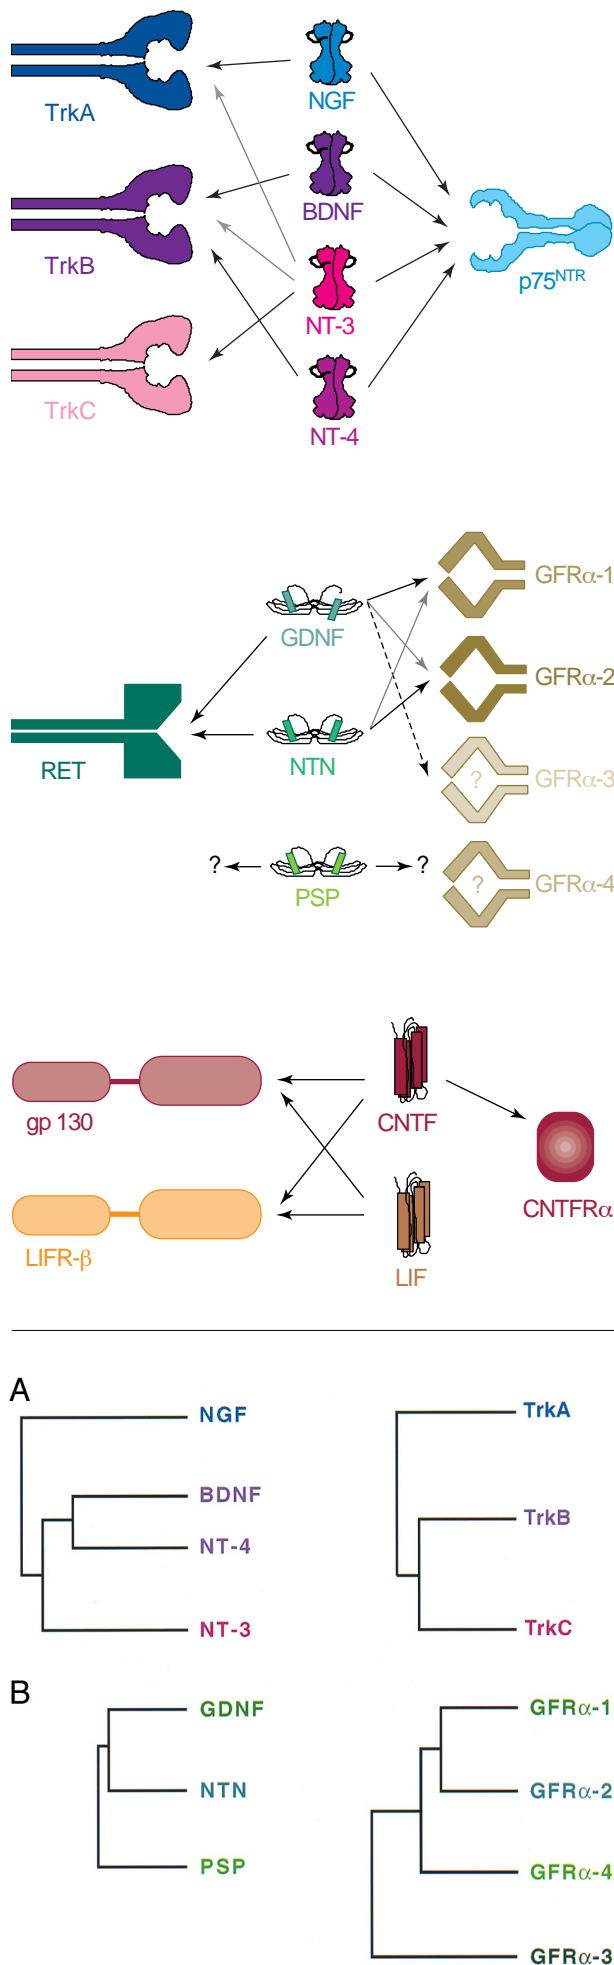 NGF
TrkA
BDNF
TrkB
p75NTR
NT-3
TrkC
NT-4
GFRα-1
GDNF
GFRα-2
RET
NTN
? GFRα-3
? ?
PSP
? GFRα-4
gp 130
CNTF
CNTFRα
LIFR-β
LIF
A
NGF
TrkA
BDNF
TrkB
NT-4
NT-3
TrkC
B
GDNF
GFRα-1
NTN
GFRα-2
PSP
GFRα-4
GFRα-3